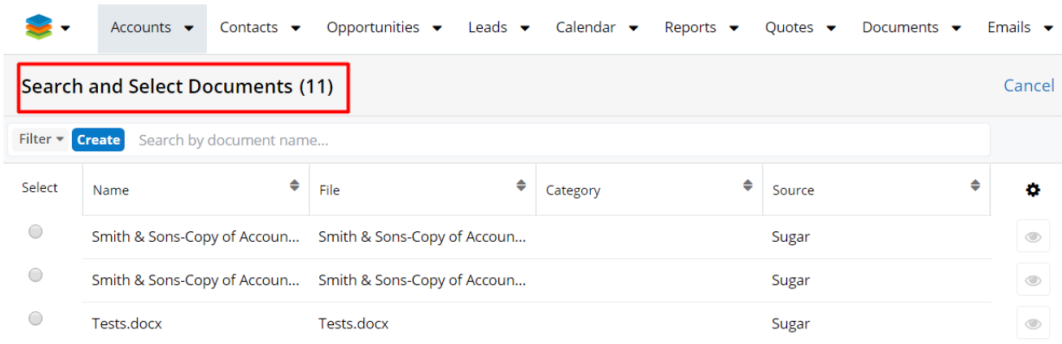 Accounts Contacts Opportunities Leads Calendar Reports Quotes Documents Emails
Search and Select Documents (11) Cancel
Filter Create Search by document name...
Select Name File Category Source
Smith & Sons-Copy of Accoun... Smith & Sons-Copy of Accoun... Sugar
Smith & Sons-Copy of Accoun... Smith & Sons-Copy of Accoun... Sugar
Tests.docx Tests.docx Sugar